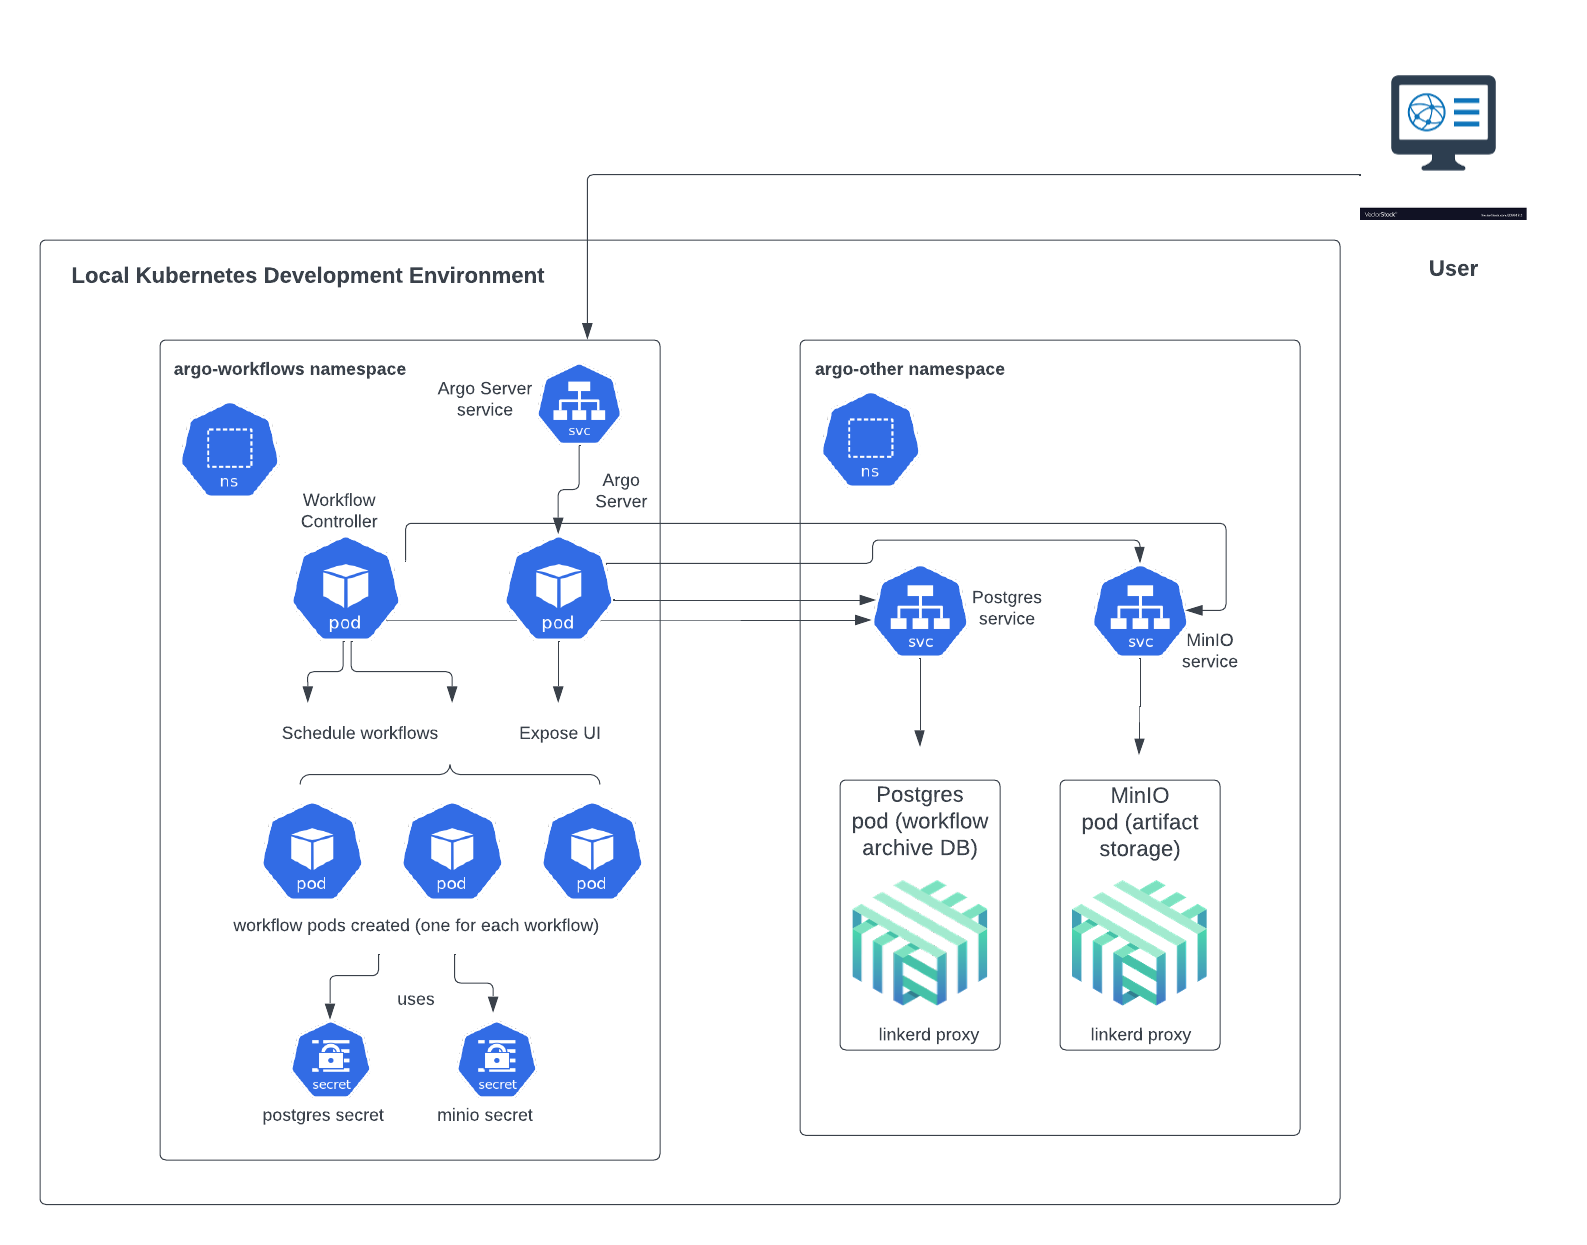 VectorStock
User
Local Kubernetes Development Environment
argo-workflows namespace
ns
Argo Server
service
svc
Argo
Server
Workflow
Controller
pod
pod
Schedule workflows
Expose UI
pod
pod
pod
workflow pods created (one for each workflow)
uses
secret
secret
postgres secret
minio secret
argo-other namespace
ns
svc
Postgres
service
svc
MinIO
service
Postgres
pod (workflow
archive DB)
linkerd proxy
MinIO
pod (artifact
storage)
linkerd proxy